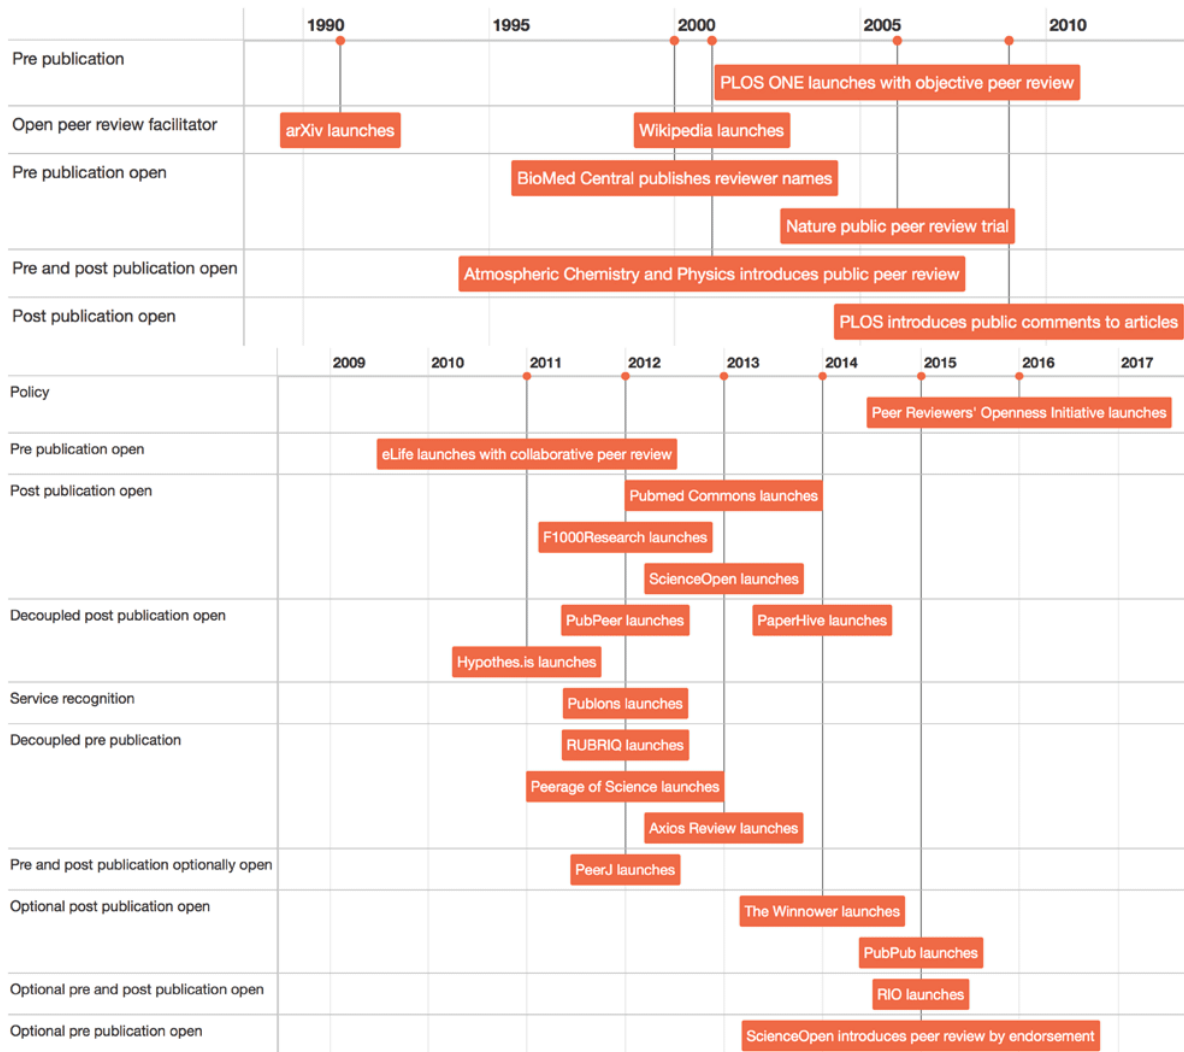 1990 1995 2000 2005 2010
Pre publication
PLOS ONE launches with objective peer review
Open peer review facilitator
arXiv launches
Wikipedia launches
Pre publication open
BioMed Central publishes reviewer names
Nature public peer review trial
Pre and post publication open
Atmospheric Chemistry and Physics introduces public peer review
Post publication open
PLOS introduces public comments to articles
2009 2010 2011 2012 2013 2014 2015 2016 2017
Policy
Peer Reviewers' Openness Initiative launches
Pre publication open
eLife launches with collaborative peer review
Post publication open
Pubmed Commons launches
F1000Research launches
ScienceOpen launches
Decoupled post publication open
PubPeer launches
PaperHive launches
Hypothes.is launches
Service recognition
Publons launches
Decoupled pre publication
RUBRIQ launches
Peerage of Science launches
Axios Review launches
Pre and post publication optionally open
PeerJ launches
Optional post publication open
The Winnower launches
PubPub launches
Optional pre and post publication open
RIO launches
Optional pre publication open
ScienceOpen introduces peer review by endorsement